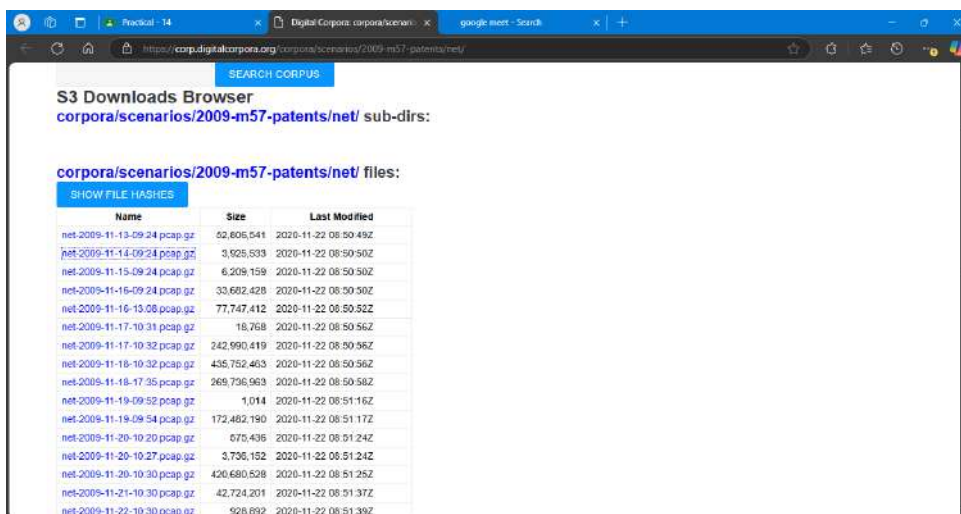 Practical - 14
Digital Corpora: corpora/scenari
google meet - Search
https://corp.digitalcorpora.org/corpora/scenarios/2009-m57-patents/net/
SEARCH CORPUS
S3 Downloads Browser
corpora/scenarios/2009-m57-patents/net/ sub-dirs:
corpora/scenarios/2009-m57-patents/net/ files:
SHOW FILE HASHES
Name Size Last Modified
net-2009-11-13-09:24.pcap.gz 52,806,541 2020-11-22 08:50:49Z
net-2009-11-14-09:24.pcap.gz 3,925,533 2020-11-22 08:50:50Z
net-2009-11-15-09:24.pcap.gz 6,209,159 2020-11-22 08:50:50Z
net-2009-11-16-09:24.pcap.gz 33,682,428 2020-11-22 08:50:50Z
net-2009-11-16-13:08.pcap.gz 77,747,412 2020-11-22 08:50:52Z
net-2009-11-17-10:31.pcap.gz 18,768 2020-11-22 08:50:56Z
net-2009-11-17-10:32.pcap.gz 242,990,419 2020-11-22 08:50:56Z
net-2009-11-18-10:32.pcap.gz 435,752,463 2020-11-22 08:50:56Z
net-2009-11-18-17:35.pcap.gz 269,736,963 2020-11-22 08:50:58Z
net-2009-11-19-09:52.pcap.gz 1,014 2020-11-22 08:51:16Z
net-2009-11-19-09:54.pcap.gz 172,482,190 2020-11-22 08:51:17Z
net-2009-11-20-10:20.pcap.gz 575,436 2020-11-22 08:51:24Z
net-2009-11-20-10:27.pcap.gz 3,736,152 2020-11-22 08:51:24Z
net-2009-11-20-10:30.pcap.gz 420,680,528 2020-11-22 08:51:25Z
net-2009-11-21-10:30.pcap.gz 42,724,201 2020-11-22 08:51:37Z
net-2009-11-22-10:30.pcap.gz 928,892 2020-11-22 08:51:39Z